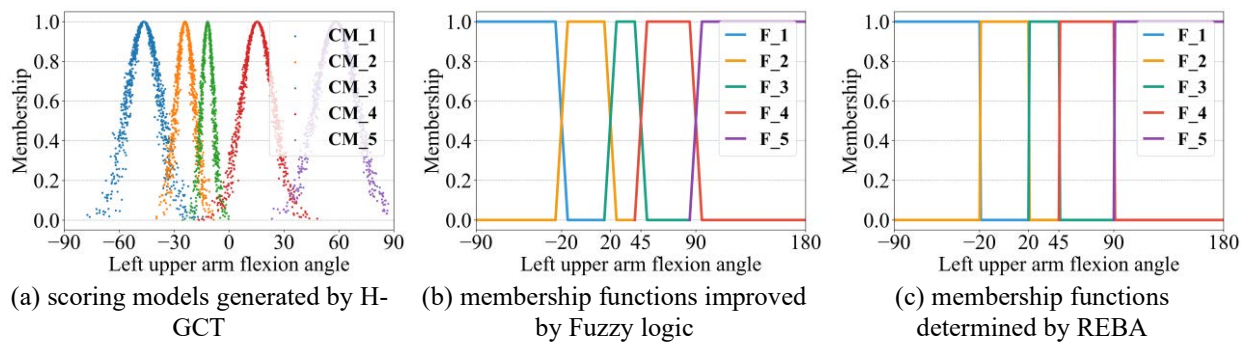 1.0
0.8
0.6
0.4
0.2
0.0
Membership
CM_1
CM_2
CM_3
CM_4
CM_5
−90 −60 −30 0 30 60 90
Left upper arm flexion angle
(a) scoring models generated by H-
GCT
1.0
0.8
0.6
0.4
0.2
0.0
Membership
F_1
F_2
F_3
F_4
F_5
−90 −20 20 45 90 180
Left upper arm flexion angle
(b) membership functions improved
by Fuzzy logic
1.0
0.8
0.6
0.4
0.2
0.0
Membership
F_1
F_2
F_3
F_4
F_5
−90 −20 20 45 90 180
Left upper arm flexion angle
(c) membership functions
determined by REBA